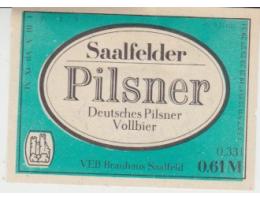 Saalfelder
Pilsner
Deutsches Pilsner
Vollbier
0,33 l
VEB Brauhaus Saalfeld 0.61 M